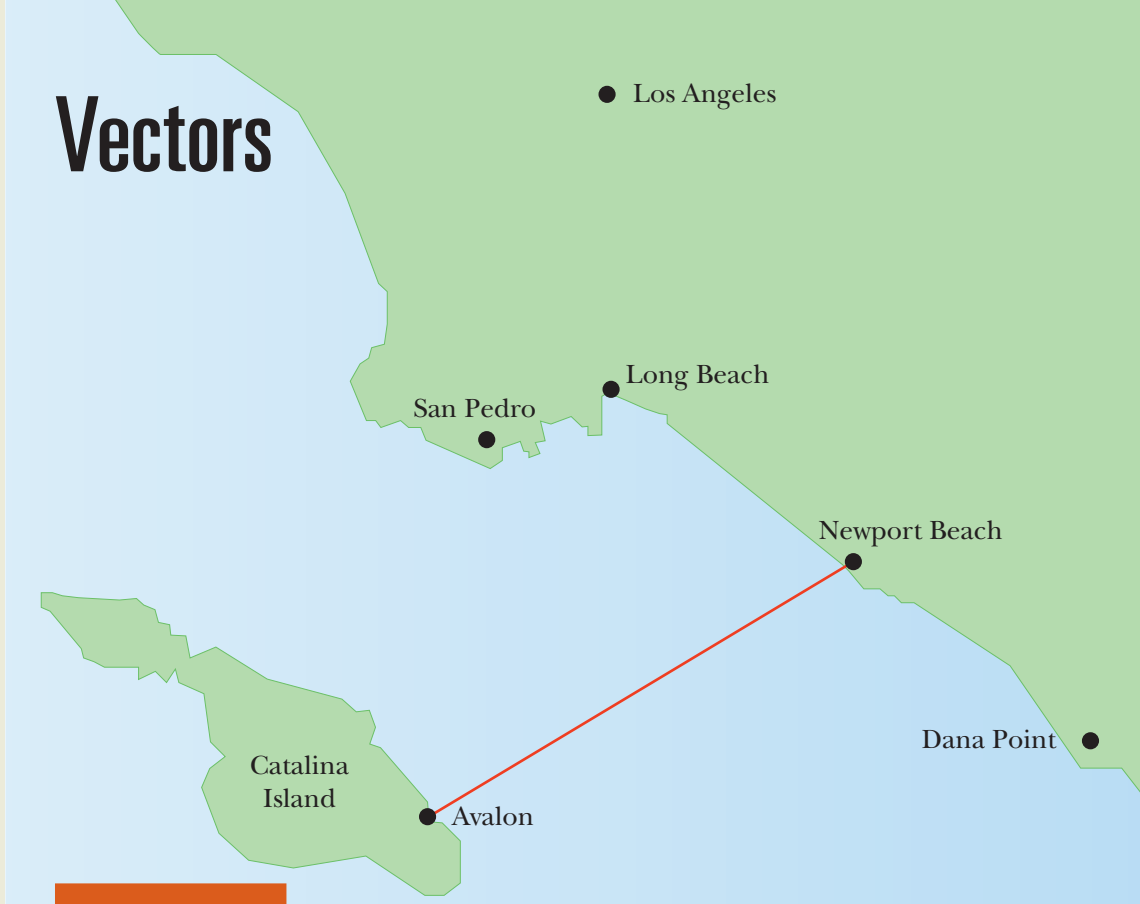 Vectors
Los Angeles
Long Beach
San Pedro
Newport Beach
Dana Point
Catalina
Island
Avalon